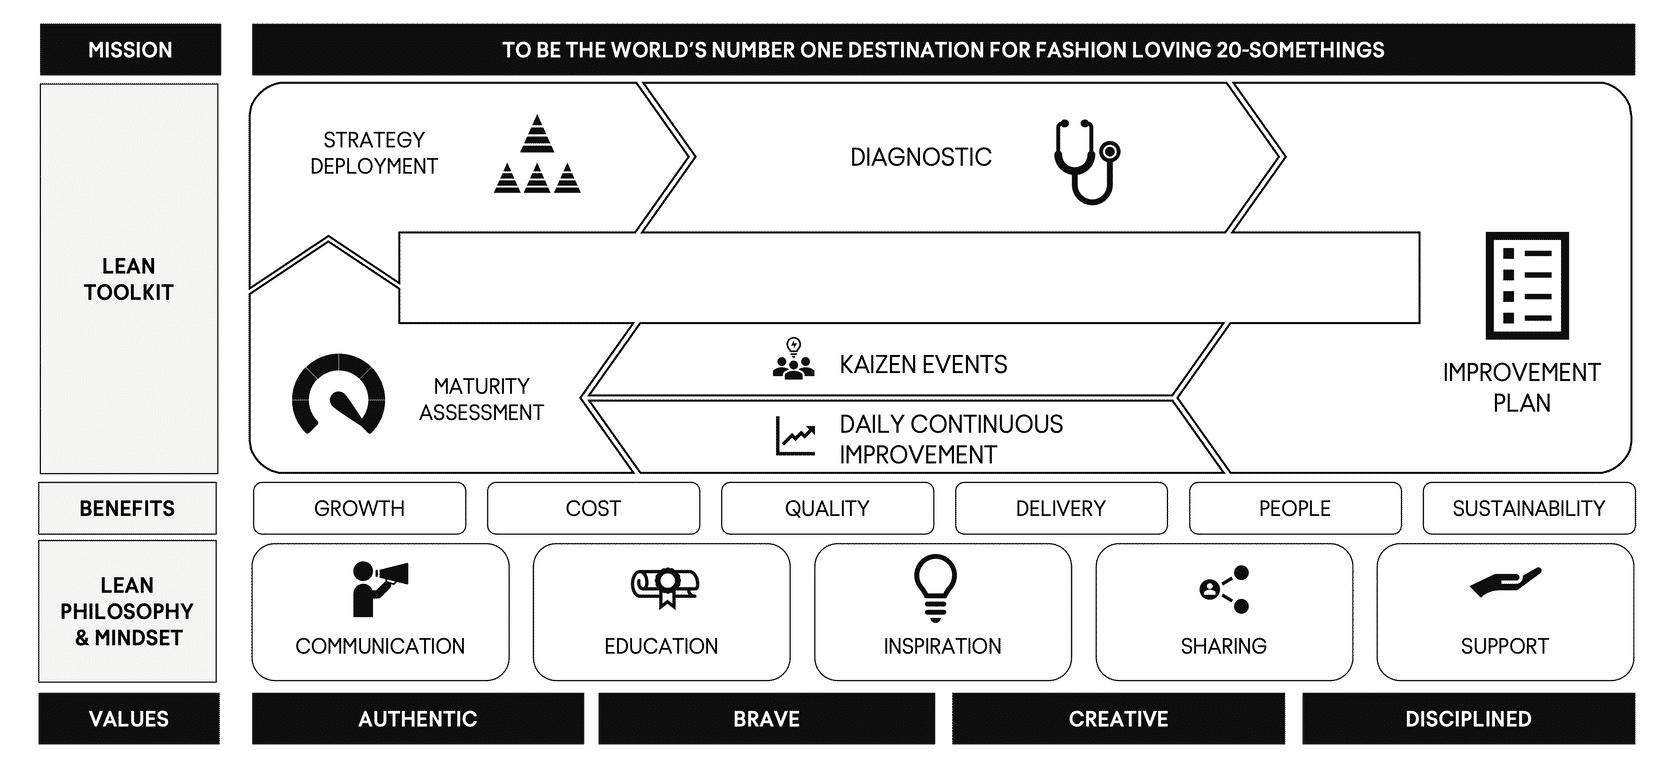 MISSION
TO BE THE WORLD'S NUMBER ONE DESTINATION FOR FASHION LOVING 20-SOMETHINGS
LEAN
TOOLKIT
STRATEGY
DEPLOYMENT
DIAGNOSTIC
IMPROVEMENT
PLAN
KAIZEN EVENTS
DAILY CONTINUOUS
IMPROVEMENT
MATURITY
ASSESSMENT
BENEFITS
GROWTH
COST
QUALITY
DELIVERY
PEOPLE
SUSTAINABILITY
LEAN
PHILOSOPHY
& MINDSET
COMMUNICATION
EDUCATION
INSPIRATION
SHARING
SUPPORT
VALUES
AUTHENTIC
BRAVE
CREATIVE
DISCIPLINED